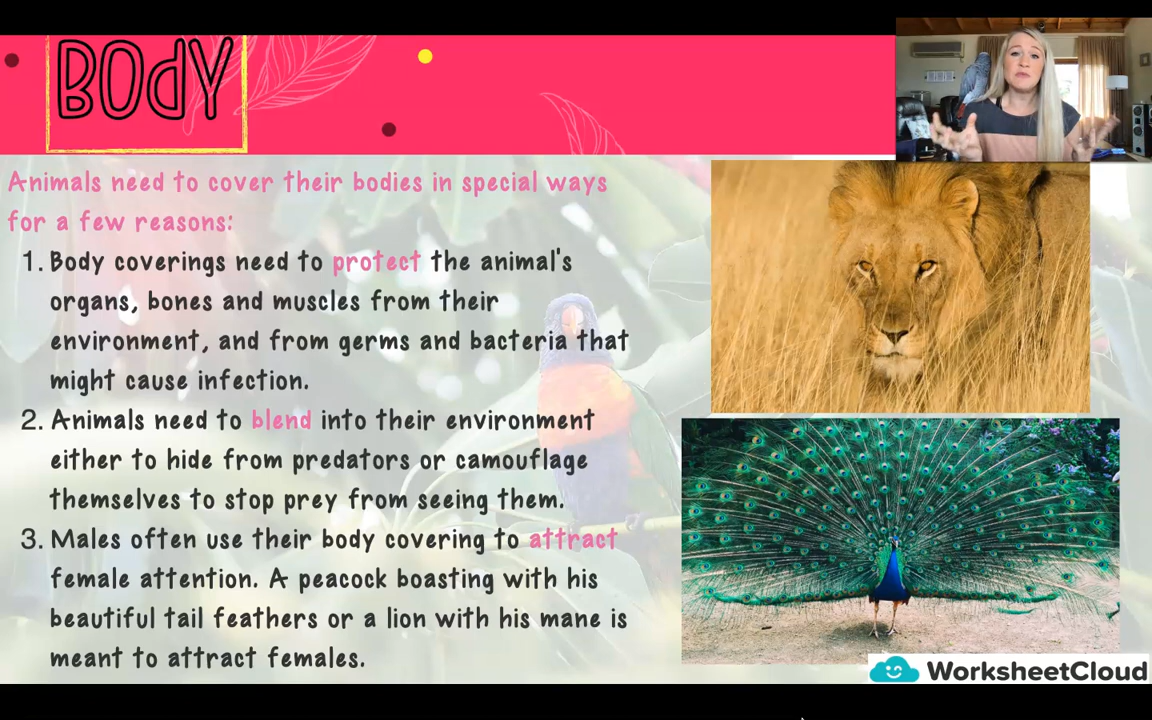 BOdY
Animals need to cover their bodies in special ways
for a few reasons:
1. Body coverings need to protect the animal's
organs, bones and muscles from their
environment, and from germs and bacteria that
might cause infection.
2. Animals need to blend into their environment
either to hide from predators or camouflage
themselves to stop prey from seeing them.
3. Males often use their body covering to attract
female attention. A peacock boasting with his
beautiful tail feathers or a lion with his mane is
meant to attract females.
WorksheetCloud